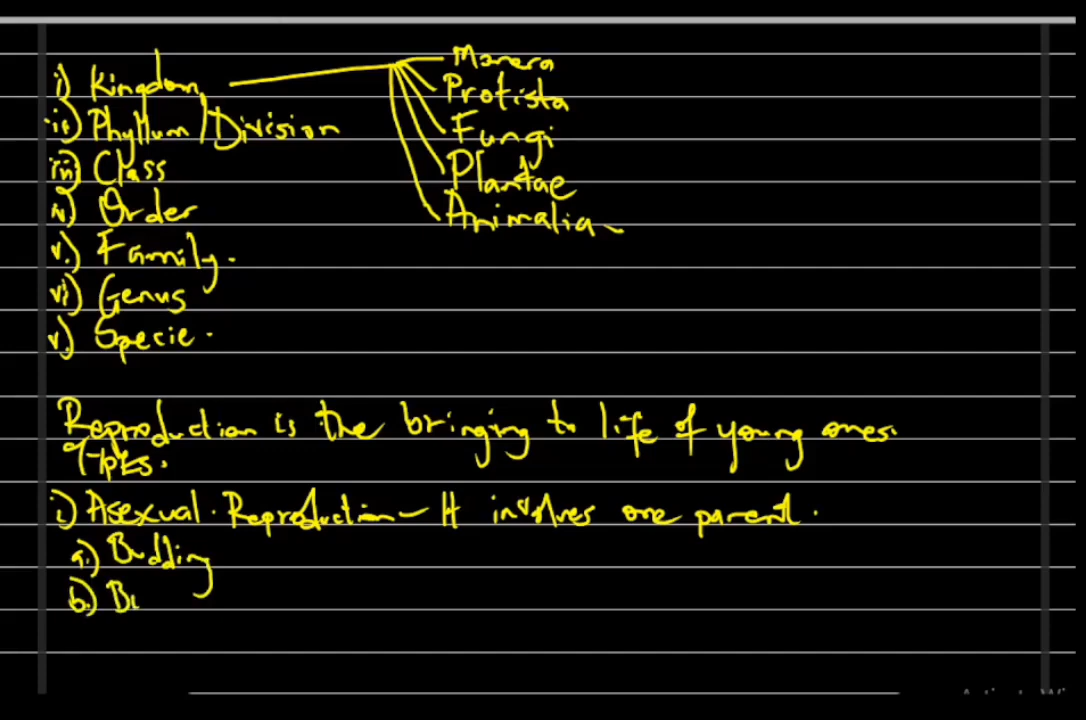 i) Kingdom
Monera
Protista
Fungi
Plantae
Animalia
ii) Phyllum / Division
iii) Class
iv) Order
v.) Family.
vi) Genus
v) Specie.
Reproduction is the bringing to life of young ones.
Types.
i) Asexual. Reproduction - It involves one parent.
a.) Budding
b.) Bu